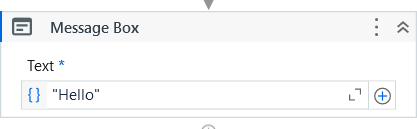 Message Box
Text *
{} "Hello"